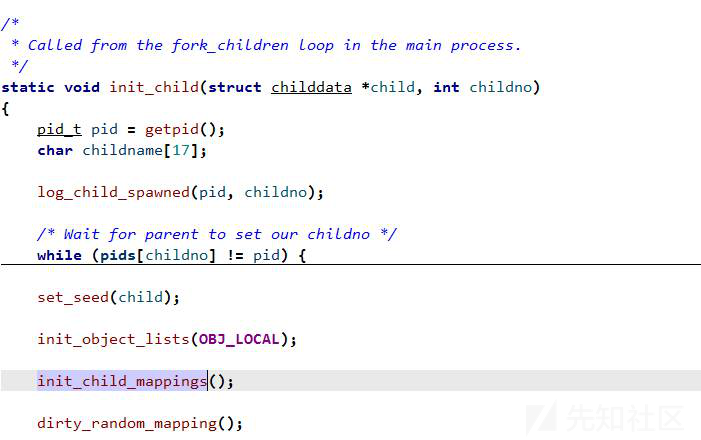 /*
 * Called from the fork_children loop in the main process.
 */
static void init_child(struct childdata *child, int childno)
{
    pid_t pid = getpid();
    char childname[17];
    log_child_spawned(pid, childno);
    /* Wait for parent to set our childno */
    while (pids[childno] != pid) {
    set_seed(child);
    init_object_lists(OBJ_LOCAL);
    init_child_mappings();
    dirty_random_mapping();
先知社区